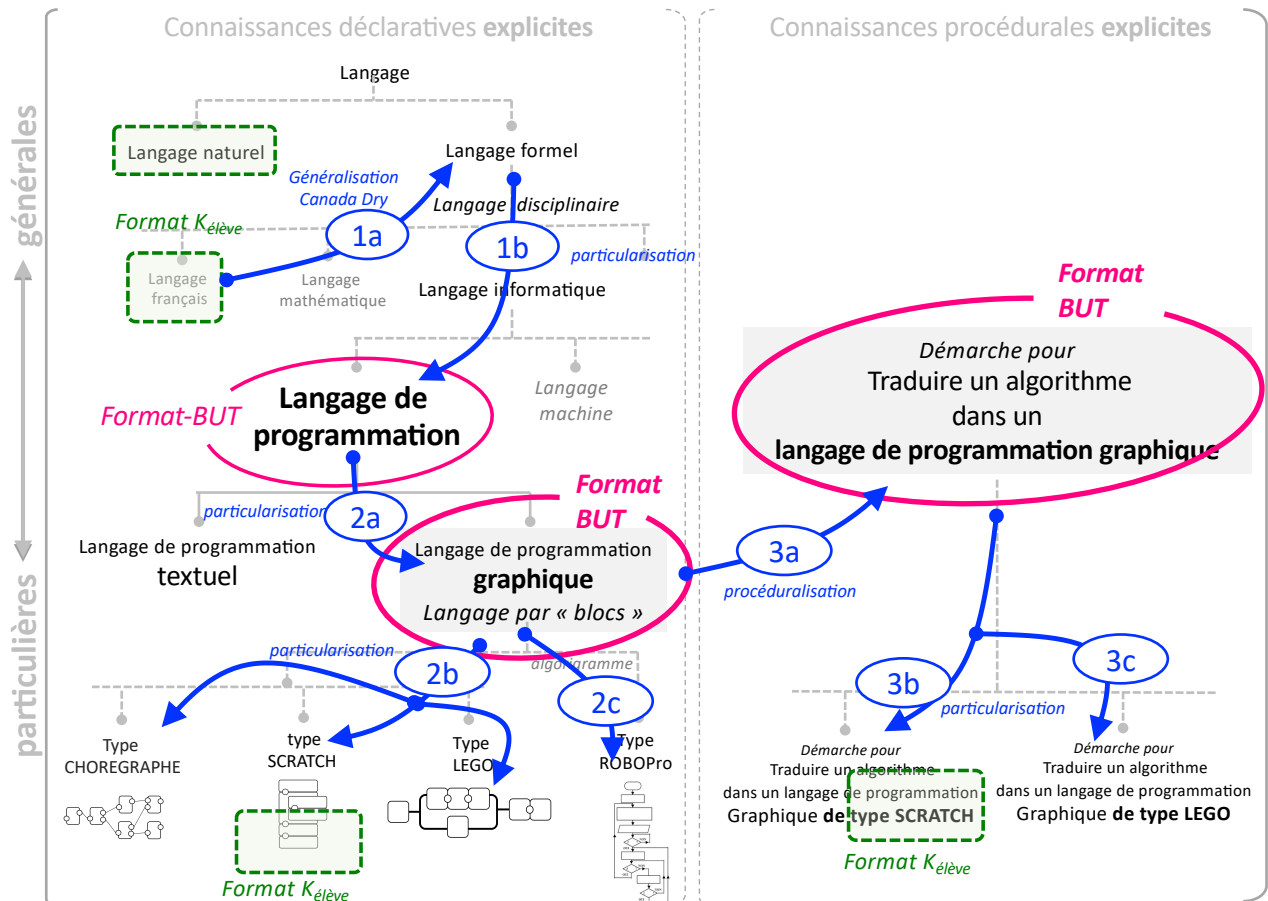 Connaissances déclaratives explicites
Connaissances procédurales explicites
générales
particulières
Langage
Langage naturel
Langage formel
Généralisation
Canada Dry
Langage disciplinaire
Format Kélève
1a
1b
particularisation
Langage
français
Langage
mathématique
Langage informatique
Format
BUT
Démarche pour
Traduire un algorithme
dans un
langage de programmation graphique
Format-BUT
Langage de
programmation
Langage
machine
Format
BUT
particularisation
2a
Langage de programmation
textuel
Langage de programmation
graphique
Langage par « blocs »
3a
procéduralisation
particularisation
2b
algorigramme
2c
3b
3c
particularisation
Type
CHOREGRAPHE
type
SCRATCH
Type
LEGO
Type
ROBOPro
Format Kélève
Démarche pour
Traduire un algorithme
dans un langage de programmation
Graphique de type SCRATCH
Format Kélève
Démarche pour
Traduire un algorithme
dans un langage de programmation
Graphique de type LEGO